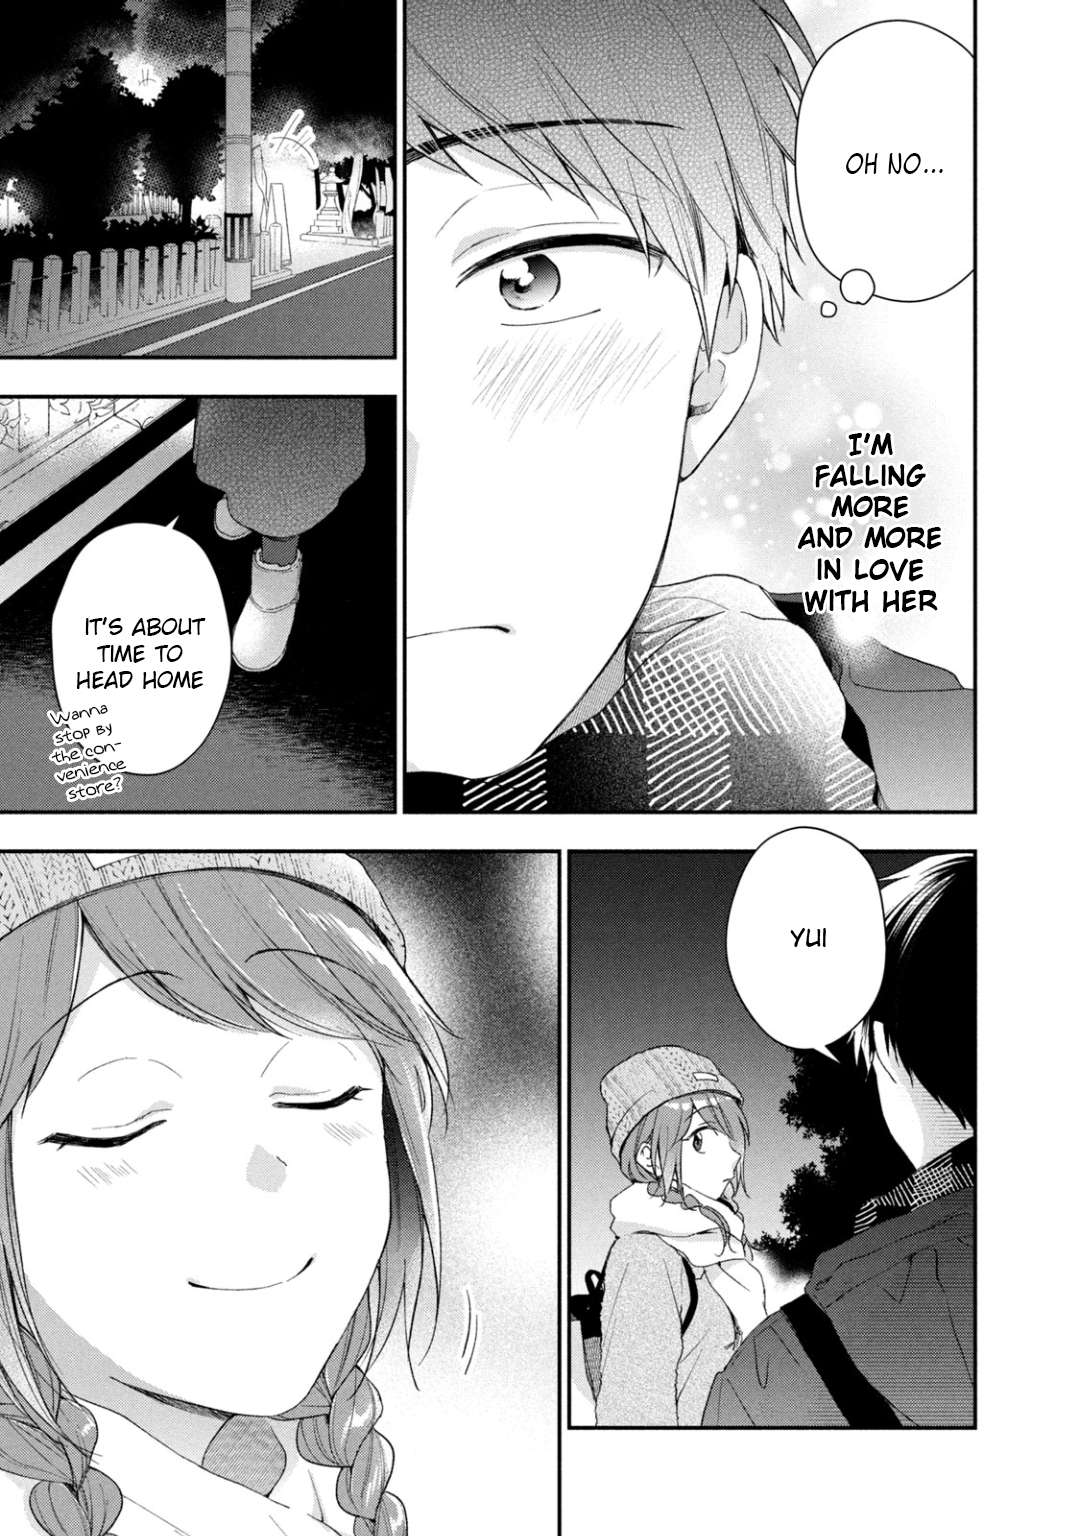 OH NO...
I'M
FALLING
MORE
AND MORE
IN LOVE
WITH HER
IT'S ABOUT
TIME TO
HEAD HOME
Wanna
stop by
the con-
venience
store?
YUI